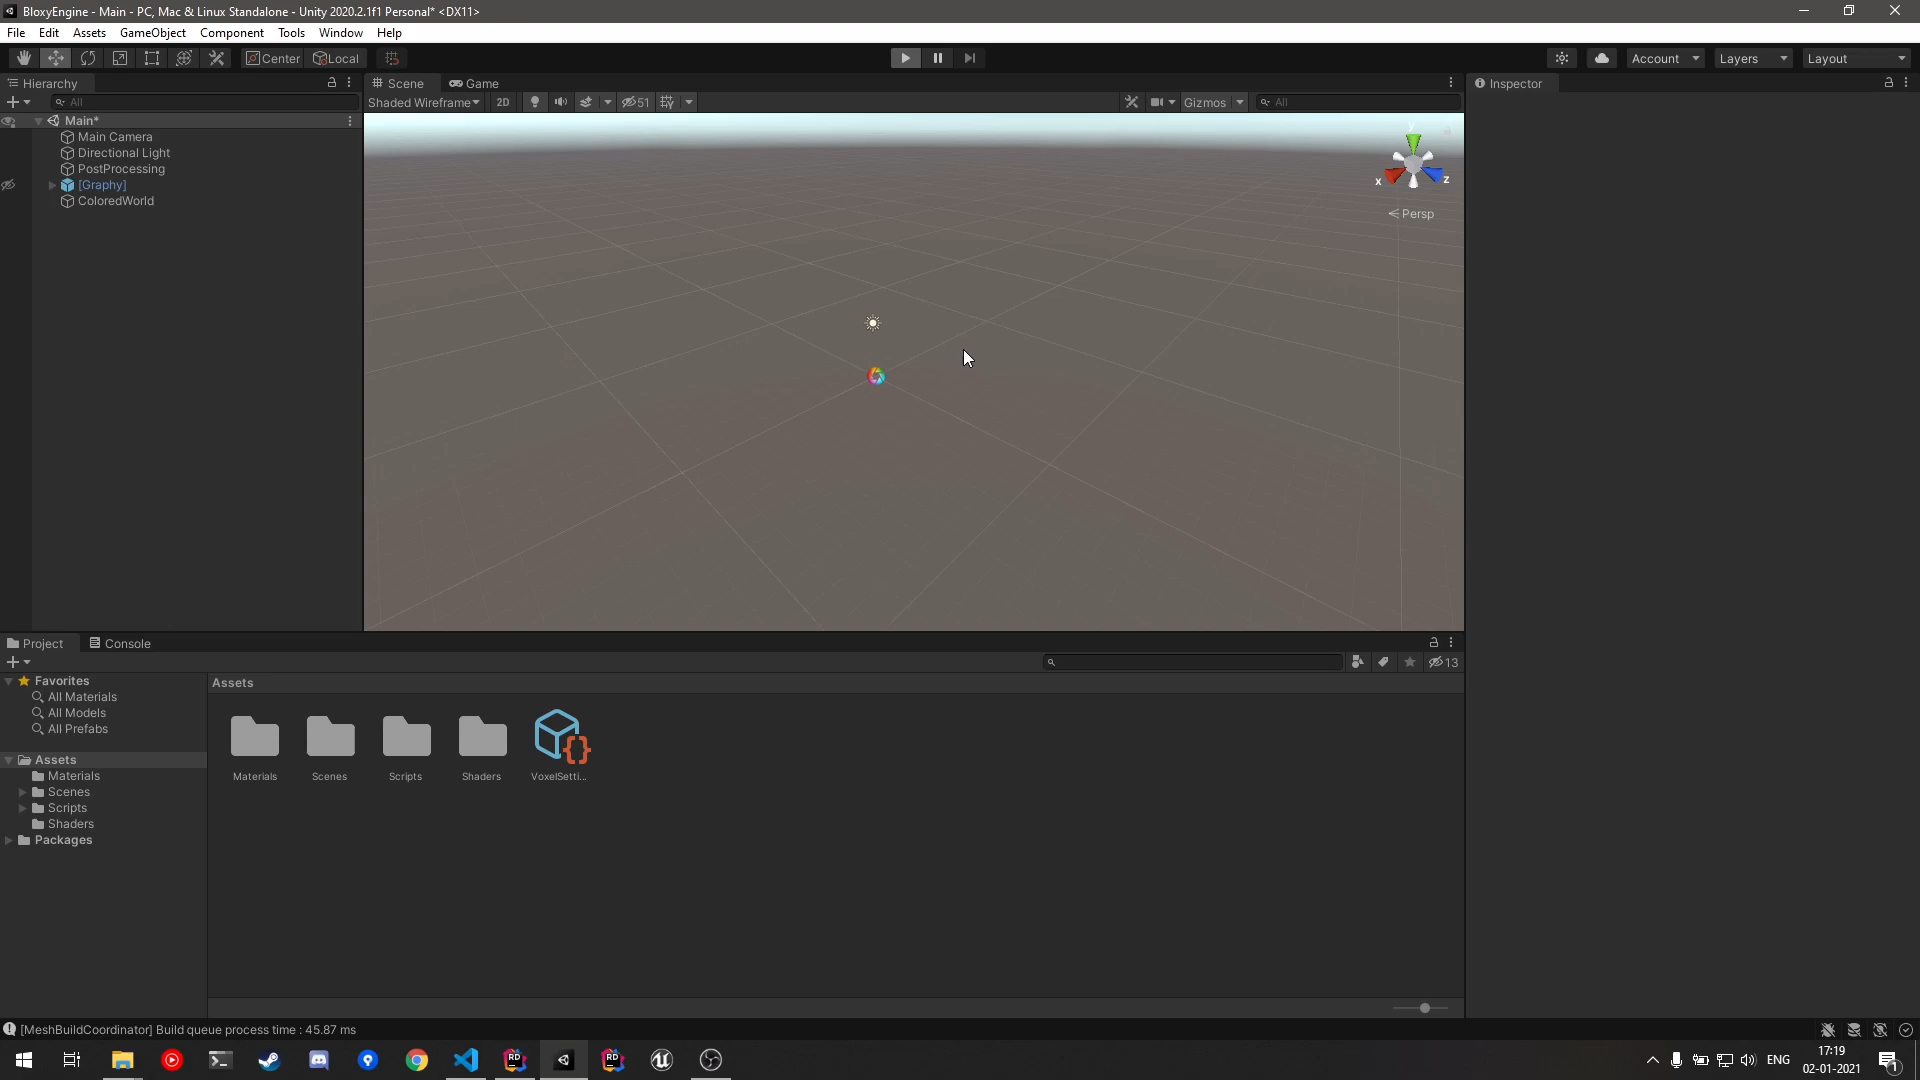 BloxyEngine - Main - PC, Mac & Linux Standalone - Unity 2020.2.1f1 Personal* <DX11>
File Edit Assets GameObject Component Tools Window Help
Center Local Account Layers Layout
Hierarchy
All
Main*
Main Camera
Directional Light
PostProcessing
[Graphy]
ColoredWorld
Scene Game
Shaded Wireframe 2D 51 Gizmos All
y
x z
Persp
Inspector
Project Console
13
Favorites
All Materials
All Models
All Prefabs
Assets
Materials
Scenes
Scripts
Shaders
Packages
Assets
Materials Scenes Scripts Shaders VoxelSetti...
[MeshBuildCoordinator] Build queue process time : 45.87 ms
ENG
17:19
02-01-2021
1